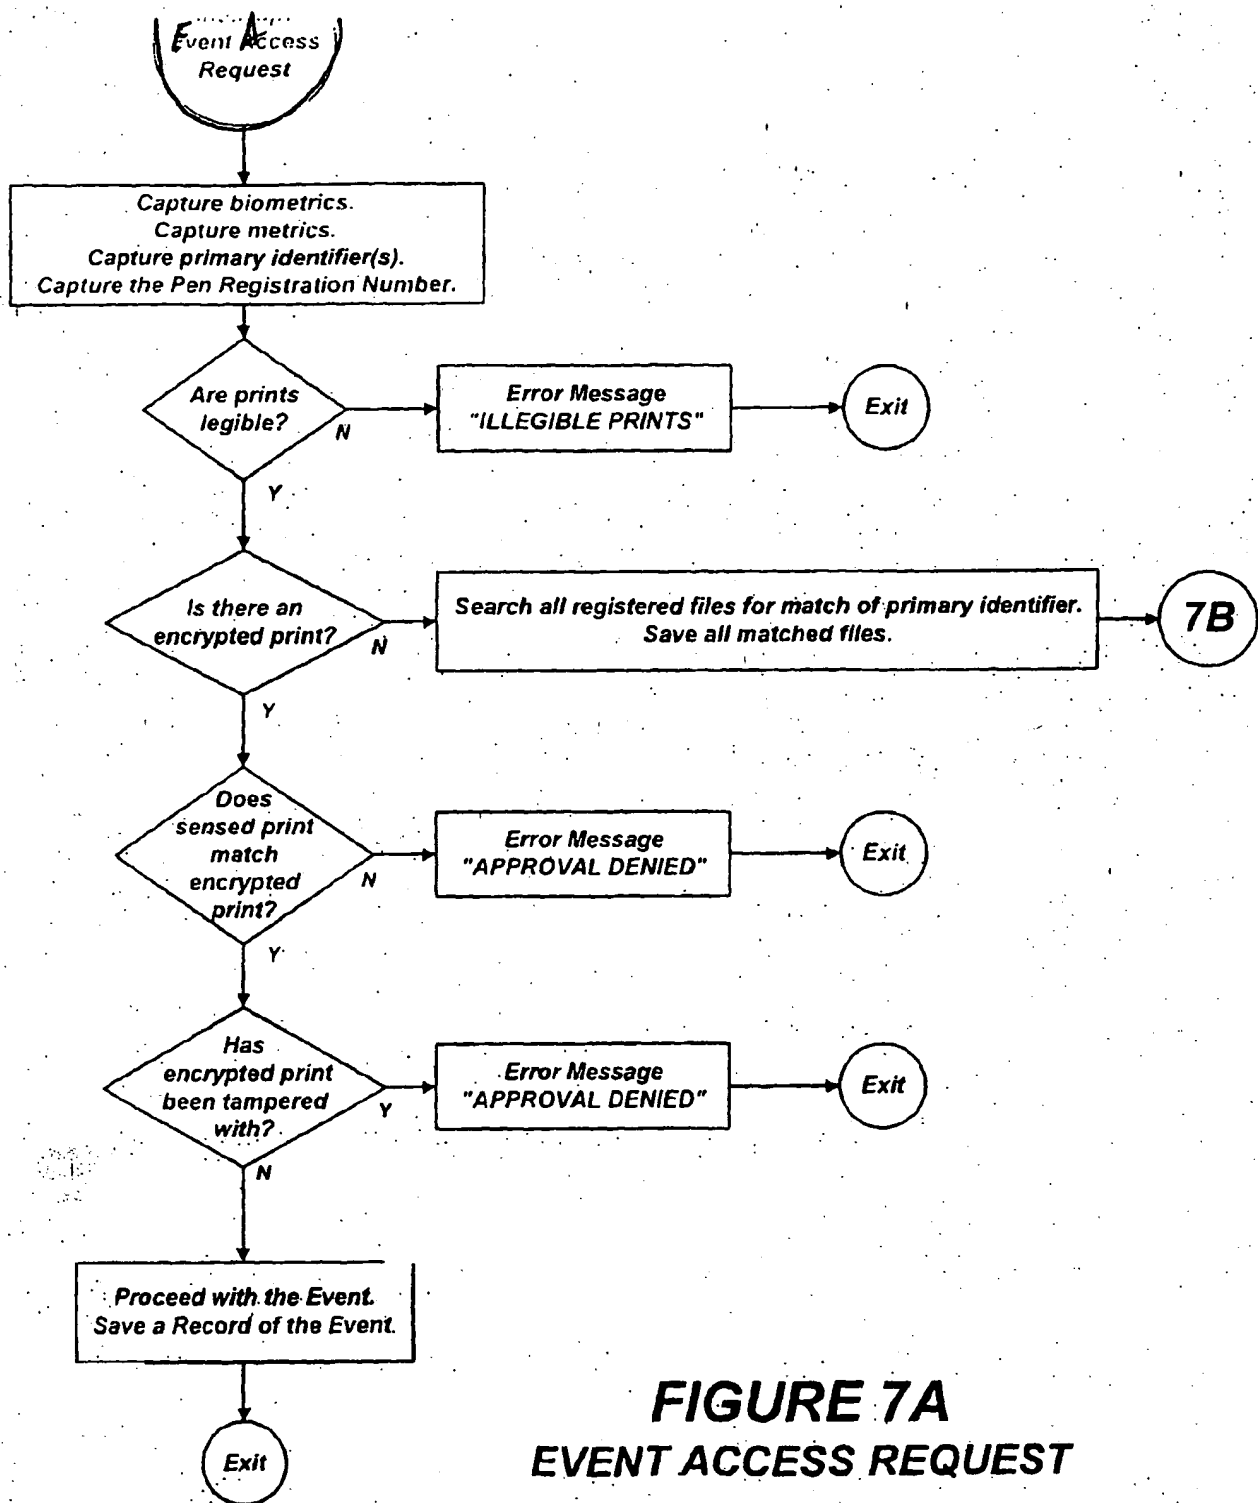 Event Access
Request
Capture biometrics.
Capture metrics.
Capture primary identifier(s).
Capture the Pen Registration Number.
Are prints
legible?
N
Error Message
"ILLEGIBLE PRINTS"
Exit
Y
Is there an
encrypted print?
N
Search all registered files for match of primary identifier.
Save all matched files.
7B
Y
Does
sensed print
match
encrypted
print?
N
Error Message
"APPROVAL DENIED"
Exit
Y
Has
encrypted print
been tampered
with?
Y
Error Message
"APPROVAL DENIED"
Exit
N
Proceed with the Event.
Save a Record of the Event.
Exit
FIGURE 7A
EVENT ACCESS REQUEST